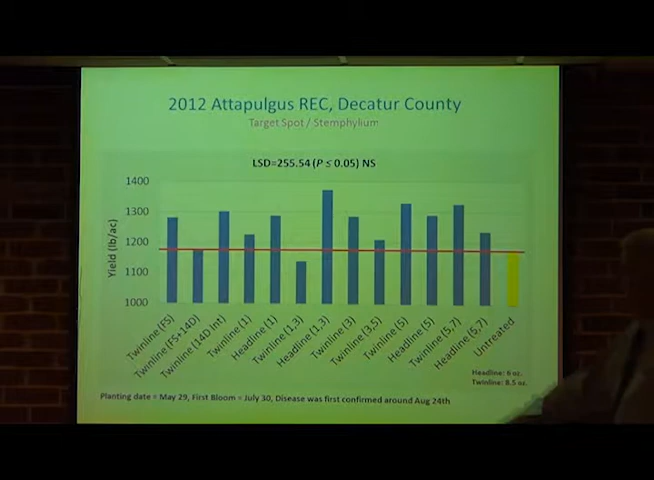 2012 Attapulgus REC, Decatur County
Target Spot / Stemphylium
LSD=255.54 (P ≤ 0.05) NS
Yield (lb/ac)
1400
1300
1200
1100
1000
Twinline (FS)
Twinline (FS+14D)
Twinline (14D Int)
Twinline (1)
Headline (1)
Twinline (1,3)
Headline (1,3)
Twinline (3)
Twinline (3,5)
Twinline (5)
Headline (5)
Twinline (5,7)
Headline (5,7)
Untreated
Headline: 6 oz.
Twinline: 8.5 oz.
Planting date = May 29, First Bloom = July 30, Disease was first confirmed around Aug 24th